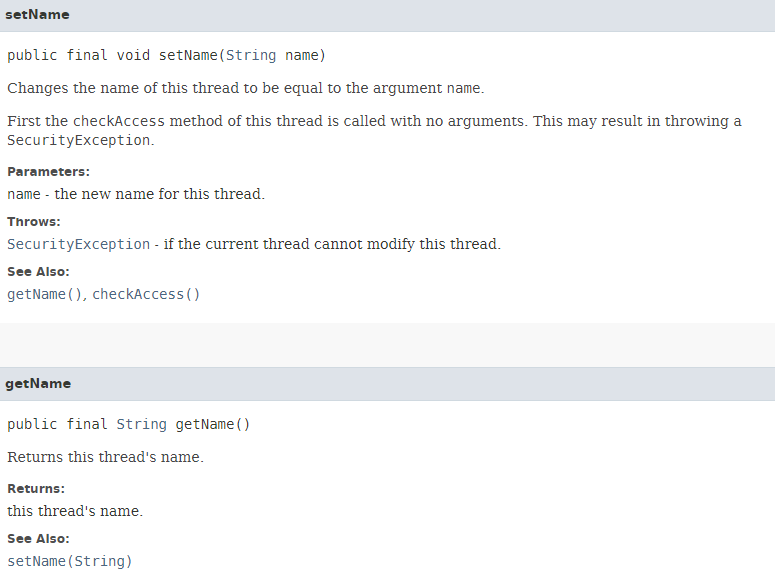 setName
public final void setName(String name)
Changes the name of this thread to be equal to the argument name.
First the checkAccess method of this thread is called with no arguments. This may result in throwing a
SecurityException.
Parameters:
name - the new name for this thread.
Throws:
SecurityException - if the current thread cannot modify this thread.
See Also:
getName(), checkAccess()
getName
public final String getName()
Returns this thread's name.
Returns:
this thread's name.
See Also:
setName(String)